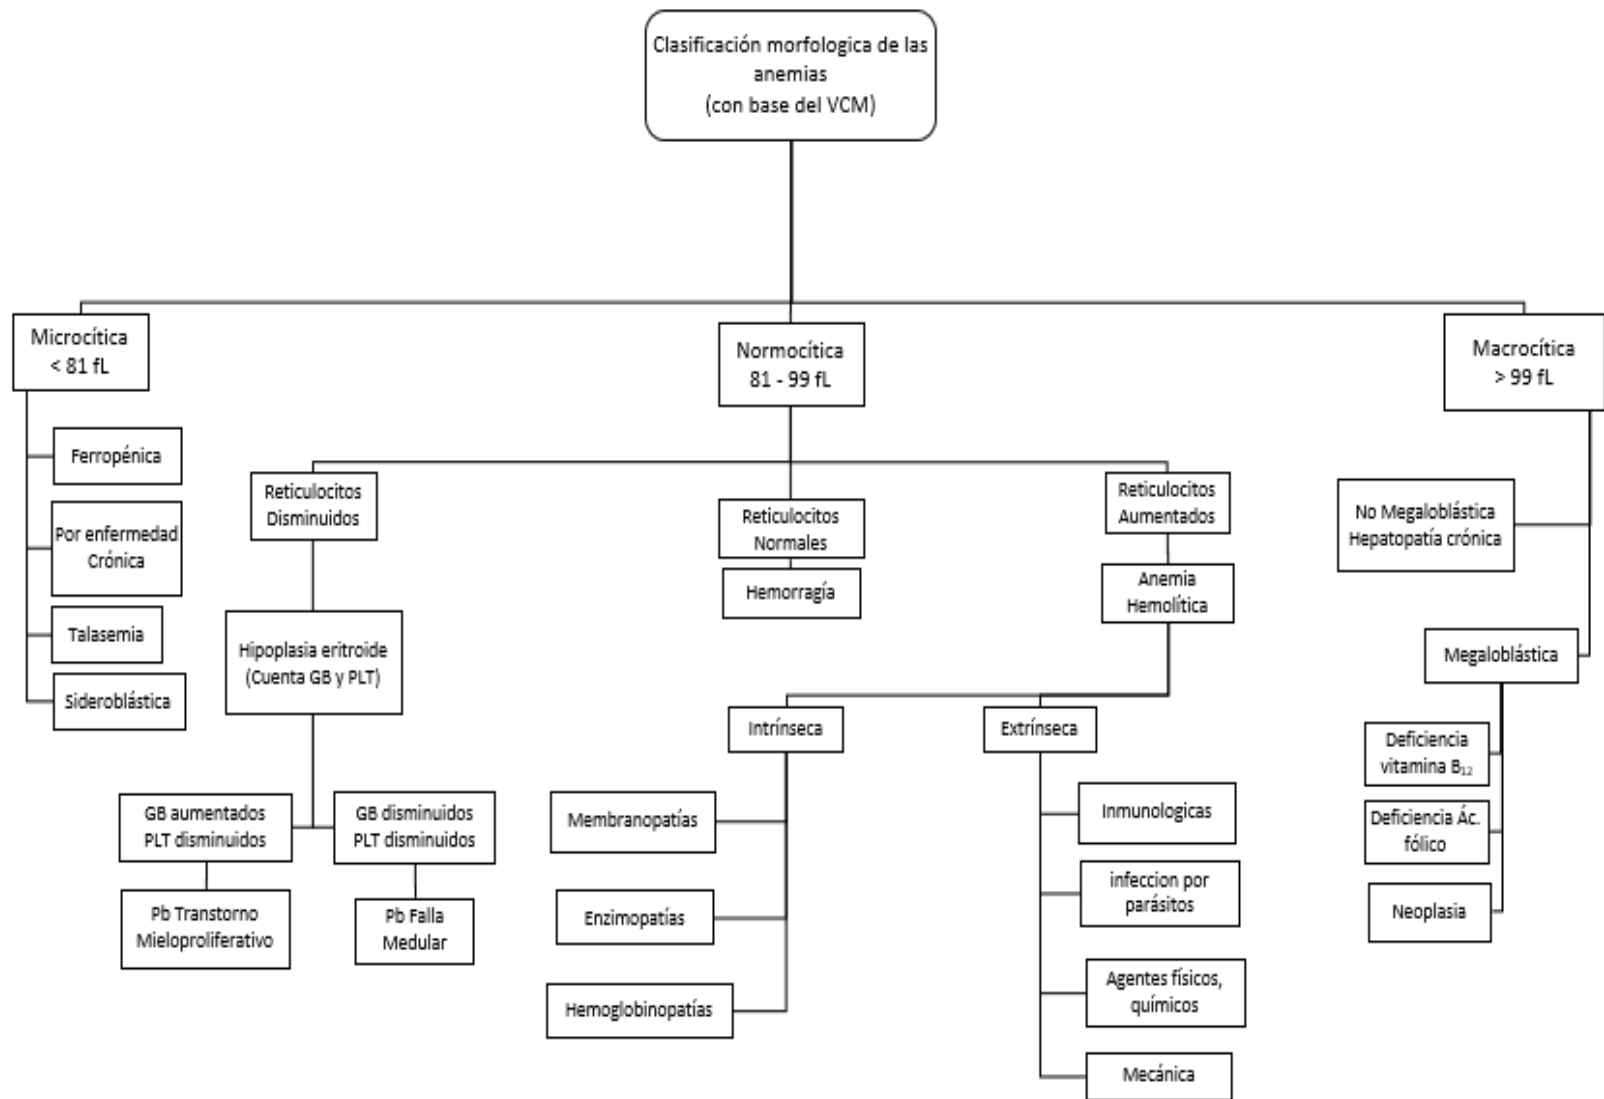 Clasificación morfologica de las
anemias
(con base del VCM)
Microcítica
< 81 fL
Normocítica
81 - 99 fL
Macrocítica
> 99 fL
Ferropénica
Por enfermedad
Crónica
Talasemia
Sideroblástica
Reticulocitos
Disminuidos
Hipoplasia eritroide
(Cuenta GB y PLT)
GB aumentados
PLT disminuidos
Pb Transtorno
Mieloproliferativo
GB disminuidos
PLT disminuidos
Pb Falla
Medular
Reticulocitos
Normales
Hemorragía
Reticulocitos
Aumentados
Anemia
Hemolítica
Intrínseca
Membranopatías
Enzimopatías
Hemoglobinopatías
Extrínseca
Inmunologicas
infeccion por
parásitos
Agentes físicos,
químicos
Mecánica
No Megaloblástica
Hepatopatía crónica
Megaloblástica
Deficiencia
vitamina B₁₂
Deficiencia Ác.
fólico
Neoplasia